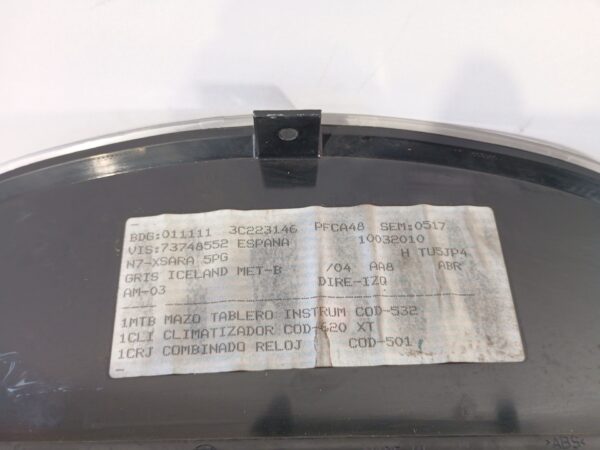 BDG:011111 3C223146 PFCA48 SEM:0517
VIS:73748552 ESPANA 10032010
N7-XSARA 5PG H TU5JP4
GRIS ICELAND MET-B /04 AA8 ABR
AM-03 DIRE-IZQ
1MTB MAZO TABLERO INSTRUM COD-532
1CLI CLIMATIZADOR COD-620 XT
1CRJ COMBINADO RELOJ COD-501
>ABS<